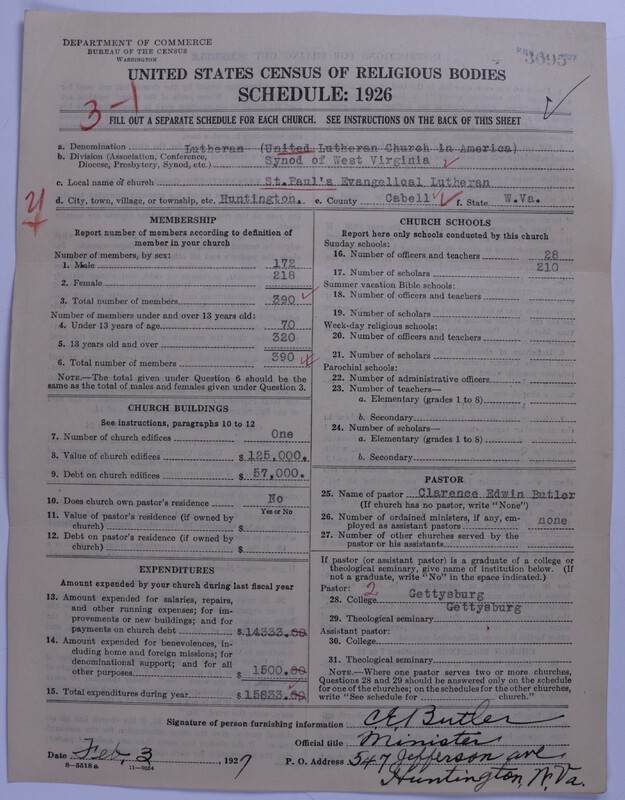 DEPARTMENT OF COMMERCE
BUREAU OF THE CENSUS
WASHINGTON
UNITED STATES CENSUS OF RELIGIOUS BODIES
SCHEDULE: 1926
3-1
FILL OUT A SEPARATE SCHEDULE FOR EACH CHURCH. SEE INSTRUCTIONS ON THE BACK OF THIS SHEET
a. Denomination Lutheran (United Lutheran Church in America)
b. Division (Association, Conference, Diocese, Presbytery, Synod, etc.) Synod of West Virginia
c. Local name of church St.Paul's Evangelical Lutheran
d. City, town, village, or township, etc. Huntington. e. County Cabell f. State W.Va.
MEMBERSHIP
Report number of members according to definition of
member in your church
Number of members, by sex:
1. Male 172
2. Female 218
3. Total number of members 390
Number of members under and over 13 years old:
4. Under 13 years of age 70
5. 13 years old and over 320
6. Total number of members 390
NOTE.—The total given under Question 6 should be the
same as the total of males and females given under Question 3.
CHURCH BUILDINGS
See instructions, paragraphs 10 to 12
7. Number of church edifices One
8. Value of church edifices $125,000.
9. Debt on church edifices $57,000.
10. Does church own pastor's residence No
Yes or No
11. Value of pastor's residence (if owned by
church) $
12. Debt on pastor's residence (if owned by
church) $
EXPENDITURES
Amount expended by your church during last fiscal year
13. Amount expended for salaries, repairs,
and other running expenses; for im-
provements or new buildings; and for
payments on church debt $14333.00
14. Amount expended for benevolences, in-
cluding home and foreign missions; for
denominational support; and for all
other purposes $1500.00
15. Total expenditures during year $15833.00
CHURCH SCHOOLS
Report here only schools conducted by this church
Sunday schools:
16. Number of officers and teachers 28
17. Number of scholars 210
Summer vacation Bible schools:
18. Number of officers and teachers
19. Number of scholars
Week-day religious schools:
20. Number of officers and teachers
21. Number of scholars
Parochial schools:
22. Number of administrative officers
23. Number of teachers—
a. Elementary (grades 1 to 8)
b. Secondary
24. Number of scholars—
a. Elementary (grades 1 to 8)
b. Secondary
PASTOR
25. Name of pastor Clarence Edwin Butler
(If church has no pastor, write "None")
26. Number of ordained ministers, if any, em-
ployed as assistant pastors none
27. Number of other churches served by the
pastor or his assistants
If pastor (or assistant pastor) is a graduate of a college or
theological seminary, give name of institution below. (If
not a graduate, write "No" in the space indicated.)
Pastor: 2
28. College Gettysburg
29. Theological seminary Gettysburg
Assistant pastor:
30. College
31. Theological seminary
NOTE.—Where one pastor serves two or more churches,
Questions 28 and 29 should be answered only on the schedule
for one of the churches; on the schedules for the other churches,
write "See schedule for church."
Signature of person furnishing information C.E. Butler
Official title Minister
Date Feb, 3 1927 P. O. Address 547 Jefferson ave
Huntington, W.Va.
8-5518a 11-9054